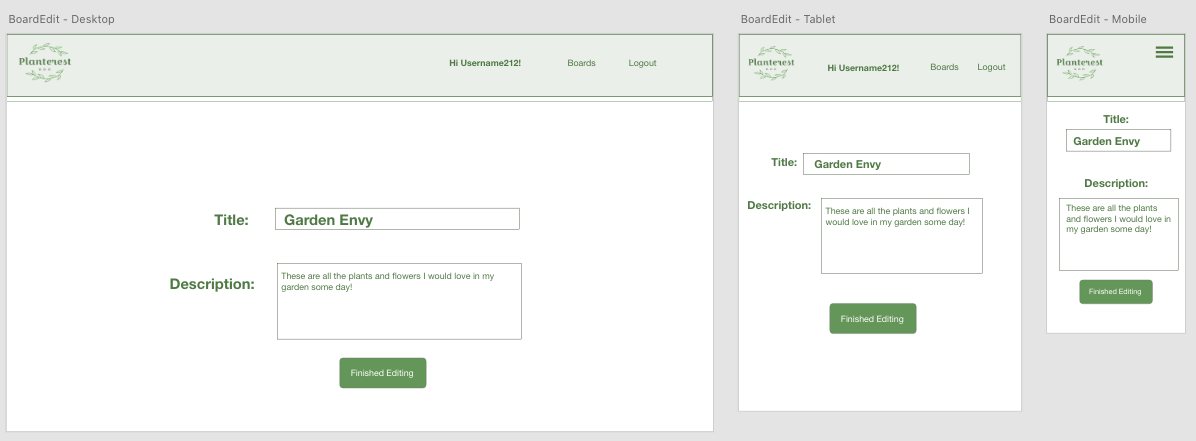 BoardEdit - Desktop
Planterest
Hi Username212!
Boards
Logout
Title:
Garden Envy
Description:
These are all the plants and flowers I would love in my
garden some day!
Finished Editing
BoardEdit - Tablet
Planterest
Hi Username212!
Boards
Logout
Title:
Garden Envy
Description:
These are all the plants and flowers I
would love in my garden some day!
Finished Editing
BoardEdit - Mobile
Planterest
Title:
Garden Envy
Description:
These are all the plants
and flowers I would love in
my garden some day!
Finished Editing